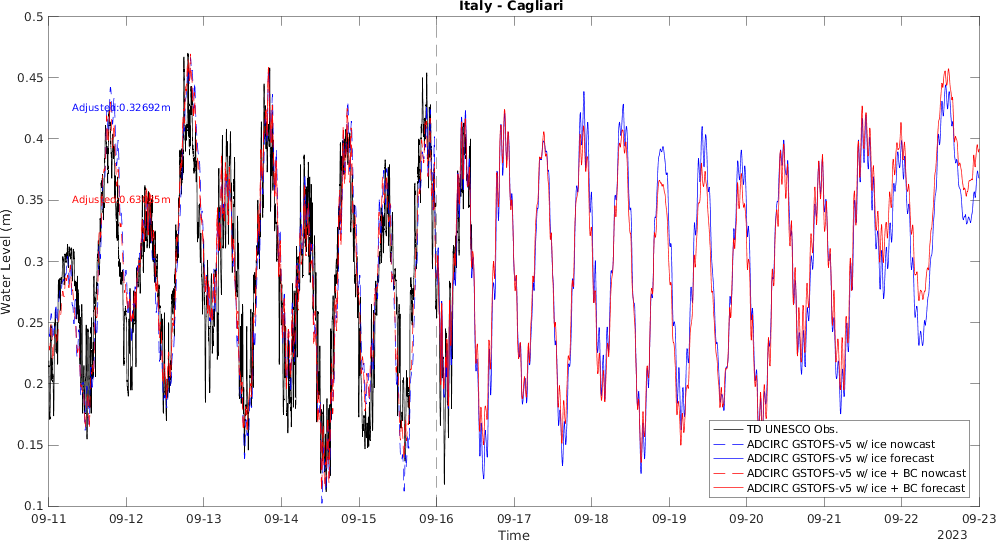 Italy - Cagliari
Water Level (m)
0.5
0.45
0.4
0.35
0.3
0.25
0.2
0.15
0.1
Adjusted:0.32692m
TD UNESCO Obs.
ADCIRC GSTOFS-v5 w/ ice nowcast
ADCIRC GSTOFS-v5 w/ ice forecast
ADCIRC GSTOFS-v5 w/ ice + BC nowcast
ADCIRC GSTOFS-v5 w/ ice + BC forecast
09-11 09-12 09-13 09-14 09-15 09-16 09-17 09-18 09-19 09-20 09-21 09-22 09-23
Time
2023